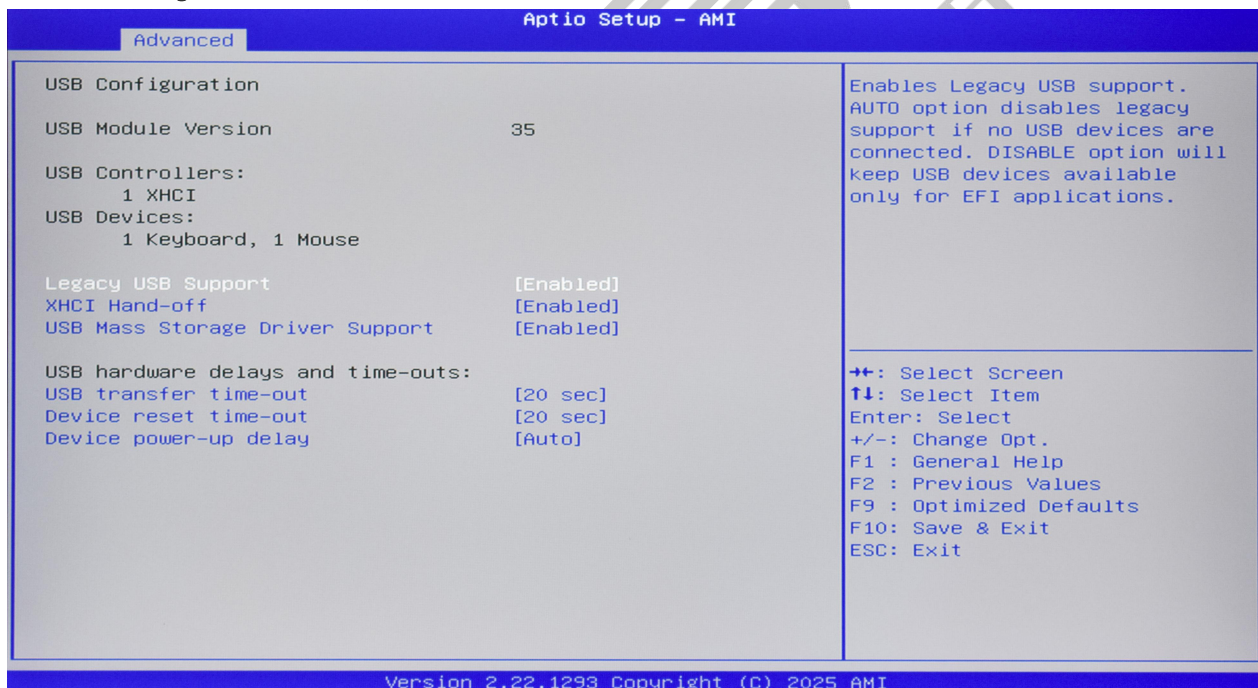 Aptio Setup – AMI
Advanced
USB Configuration
USB Module Version 35
USB Controllers:
1 XHCI
USB Devices:
1 Keyboard, 1 Mouse
Legacy USB Support [Enabled]
XHCI Hand-off [Enabled]
USB Mass Storage Driver Support [Enabled]
USB hardware delays and time-outs:
USB transfer time-out [20 sec]
Device reset time-out [20 sec]
Device power-up delay [Auto]
Enables Legacy USB support.
AUTO option disables legacy
support if no USB devices are
connected. DISABLE option will
keep USB devices available
only for EFI applications.
→←: Select Screen
↑↓: Select Item
Enter: Select
+/-: Change Opt.
F1 : General Help
F2 : Previous Values
F9 : Optimized Defaults
F10: Save & Exit
ESC: Exit
Version 2.22.1293 Copyright (C) 2025 AMI